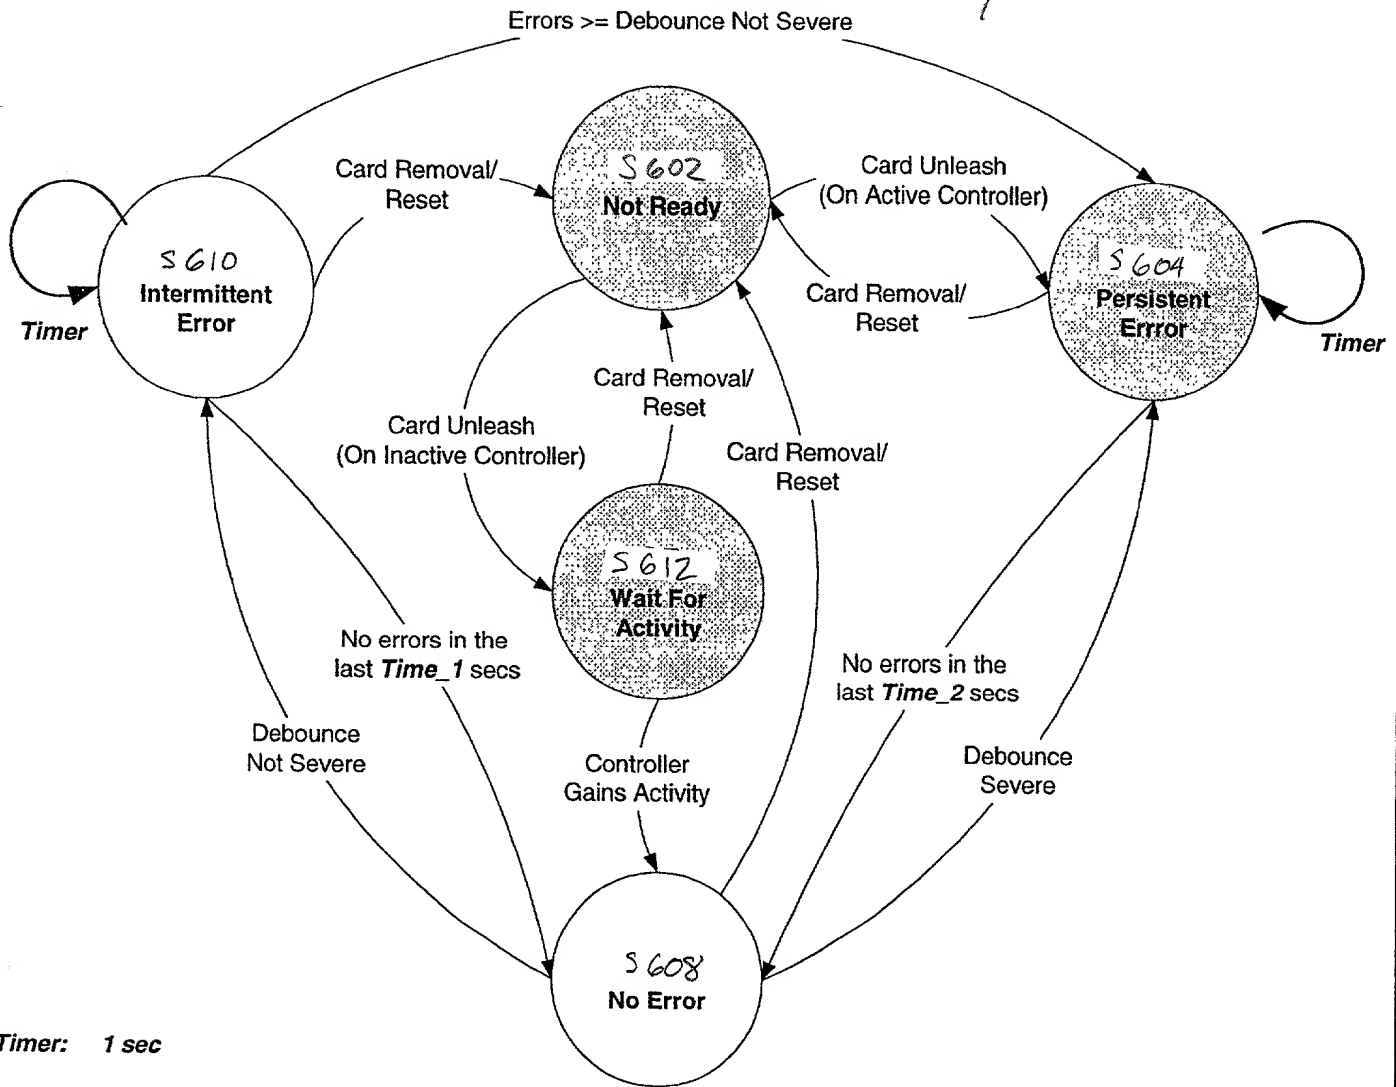 Errors >= Debounce Not Severe
Card Removal/
Reset
S602
Not Ready
Card Unleash
(On Active Controller)
S610
Intermittent
Error
Timer
Card Removal/
Reset
S604
Persistent
Errror
Timer
Card Removal/
Reset
Card Unleash
(On Inactive Controller)
Card Removal/
Reset
S612
Wait For
Activity
No errors in the
last Time_1 secs
No errors in the
last Time_2 secs
Debounce
Not Severe
Controller
Gains Activity
Debounce
Severe
S608
No Error
Timer: 1 sec